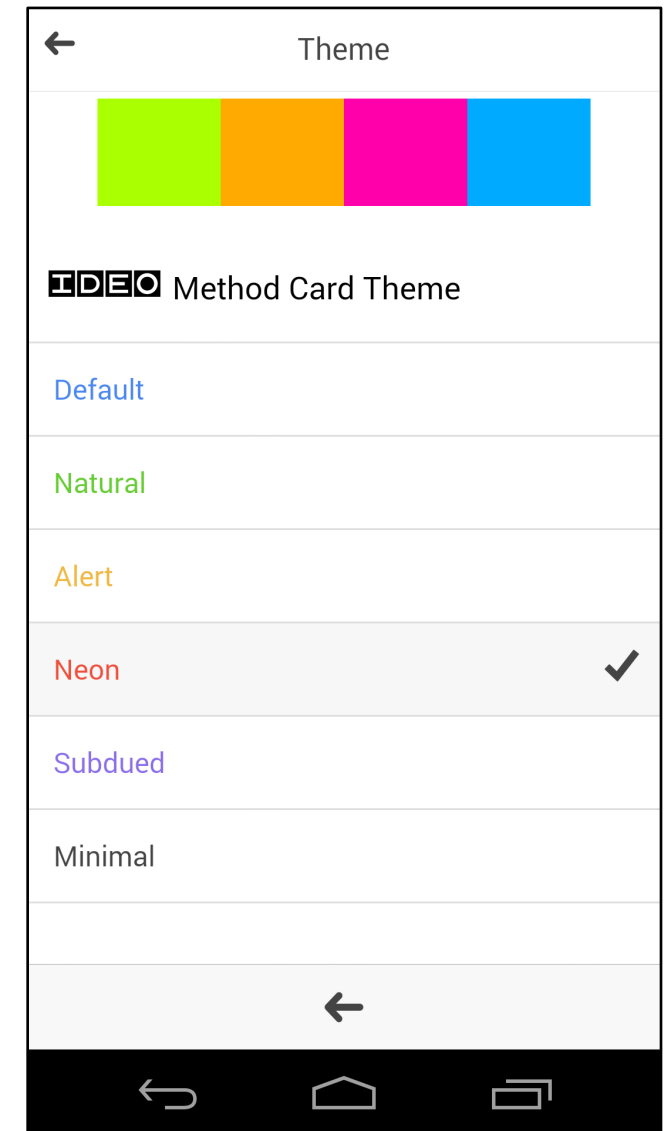 Theme
IDEO Method Card Theme
Default
Natural
Alert
Neon
Subdued
Minimal